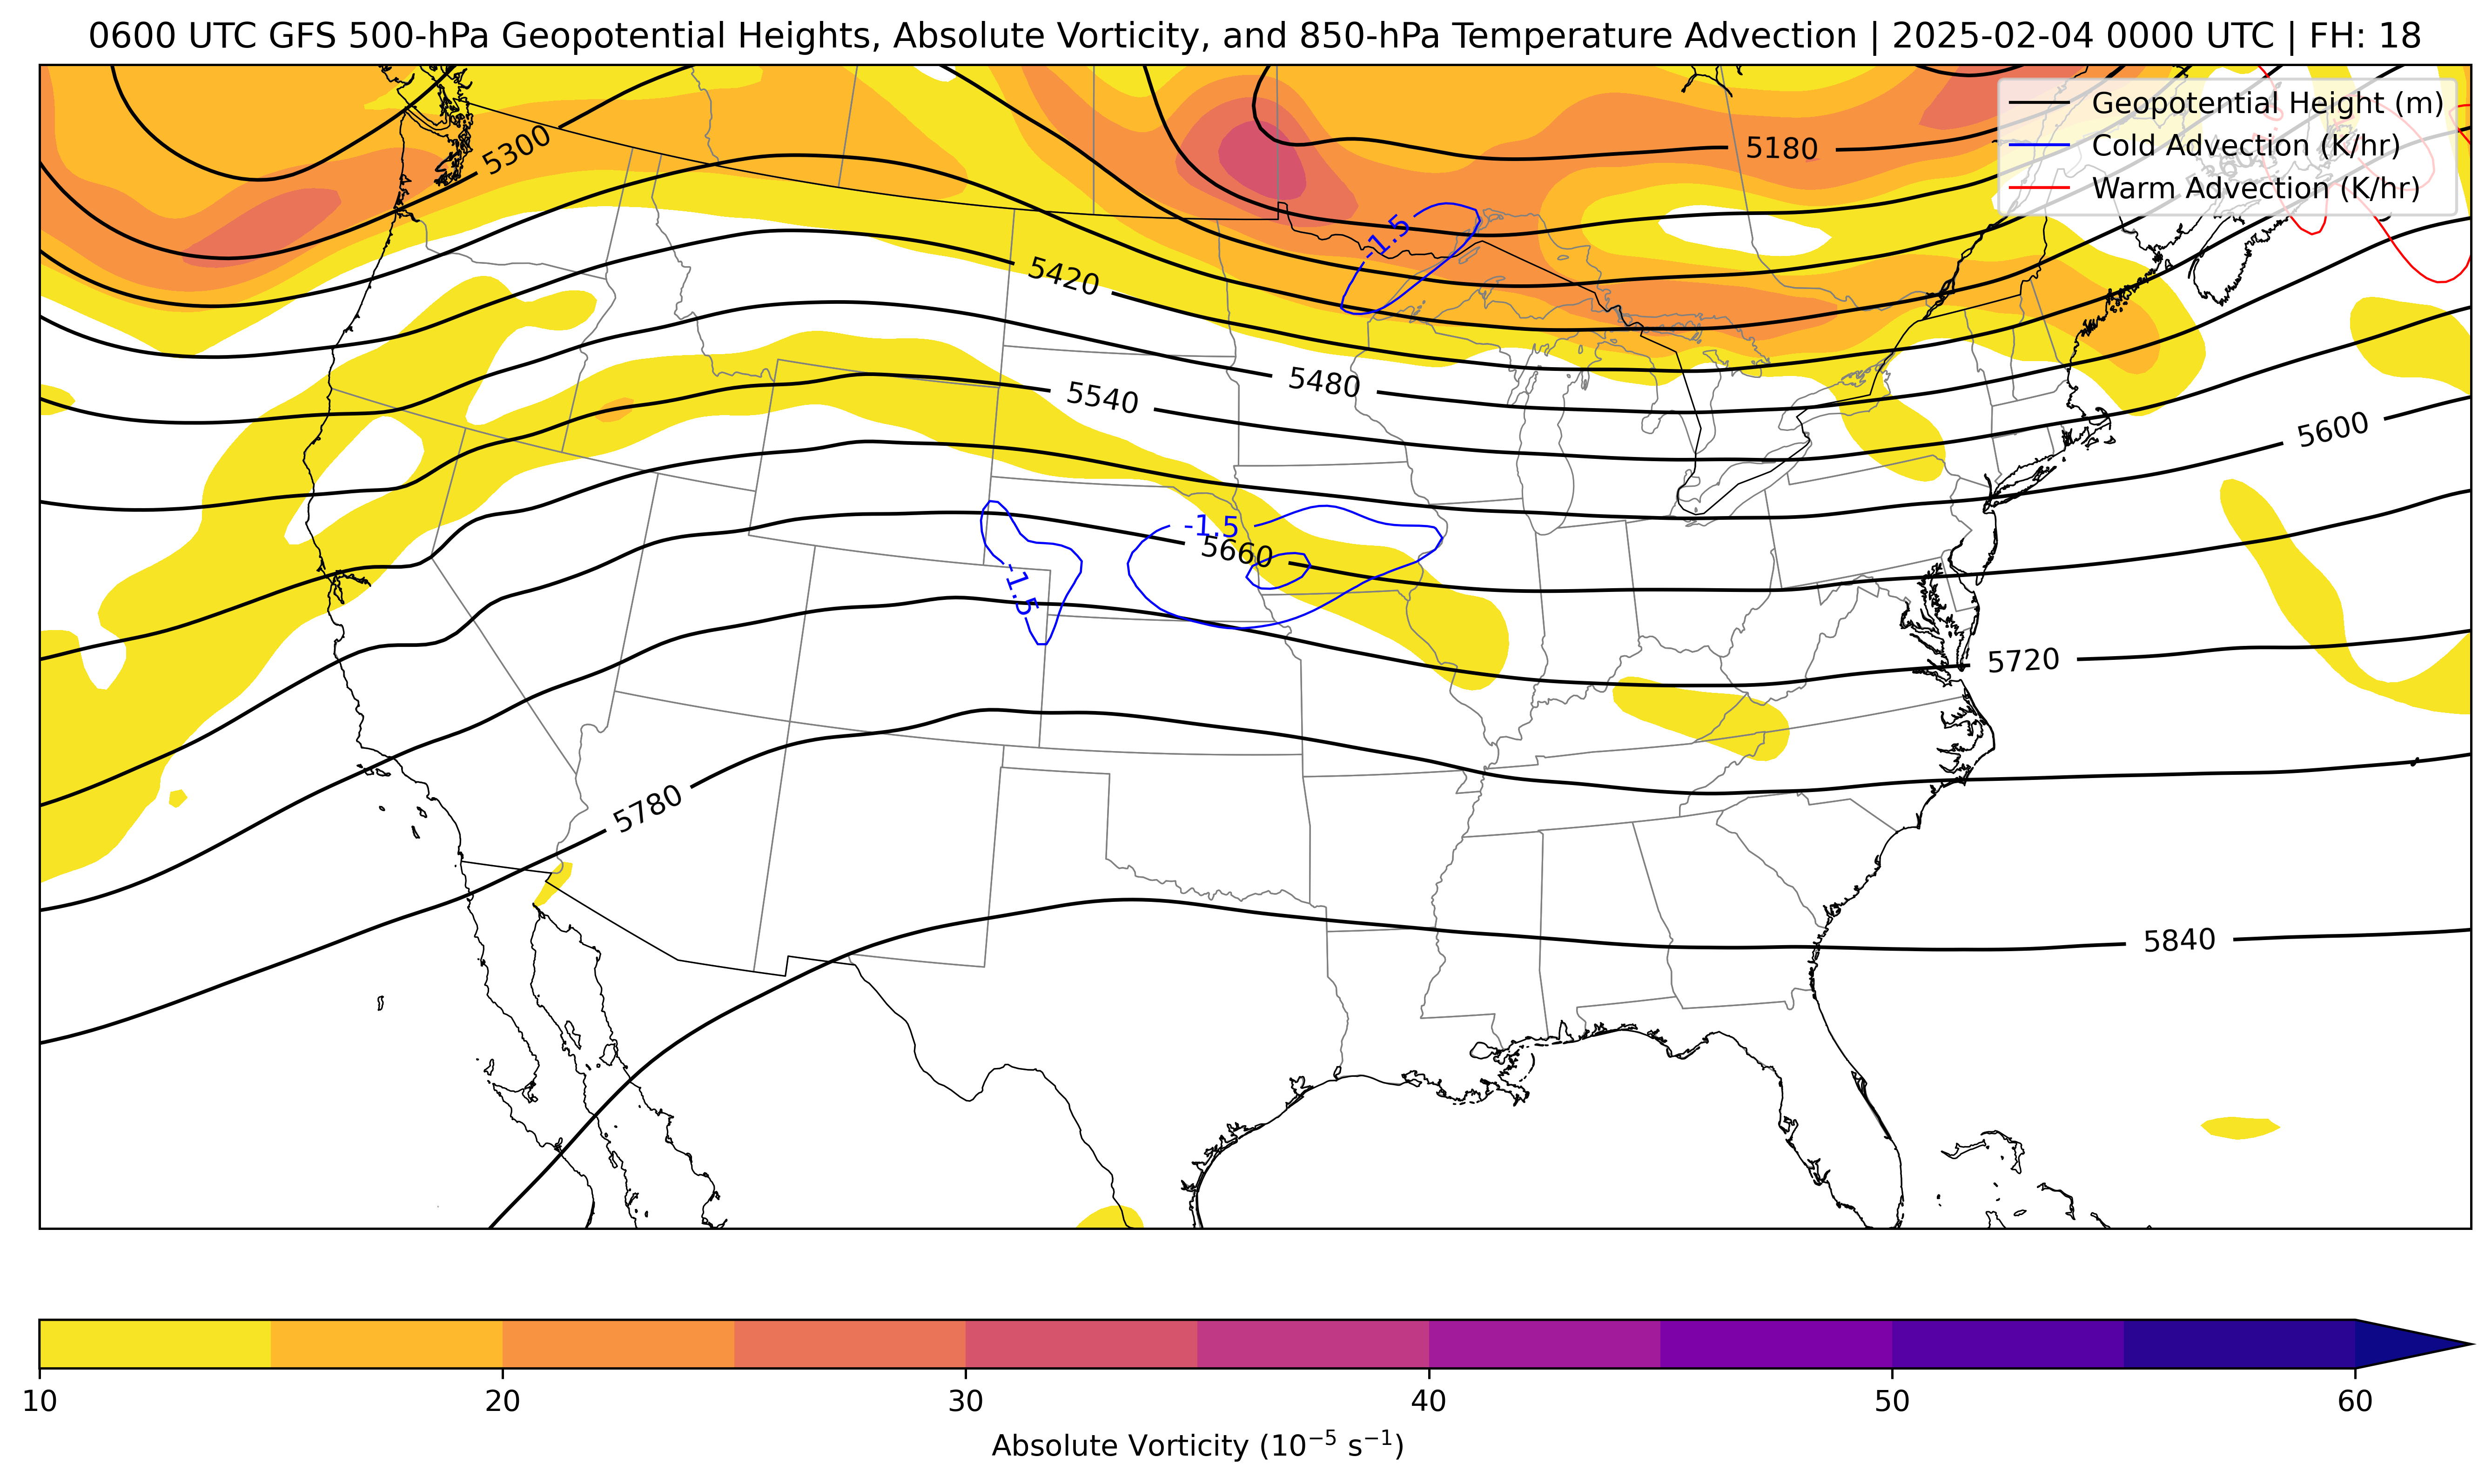 0600 UTC GFS 500-hPa Geopotential Heights, Absolute Vorticity, and 850-hPa Temperature Advection | 2025-02-04 0000 UTC | FH: 18
Geopotential Height (m)
Cold Advection (K/hr)
Warm Advection (K/hr)
5300
5180
-1.5
5420
5480
5540
5600
-1.5
5660
-1.5
5720
5780
5840
10 20 30 40 50 60
Absolute Vorticity (10⁻⁵ s⁻¹)